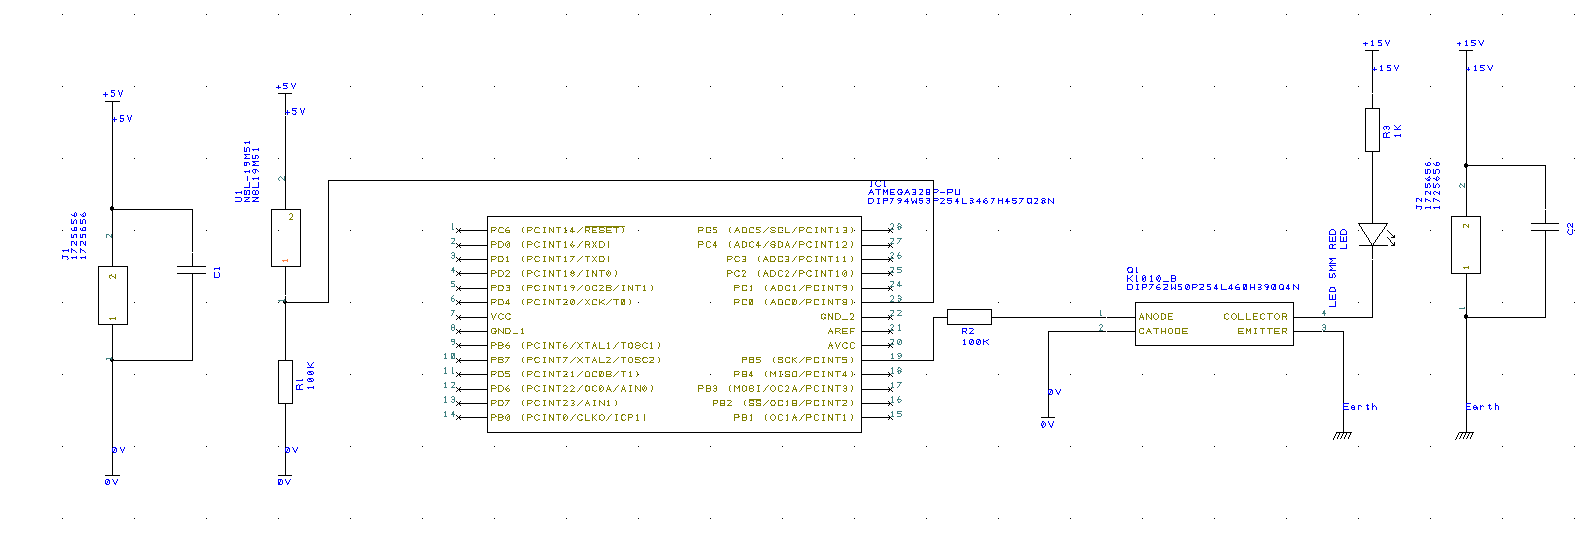 +5V
+5V
J1
1725656
1725656
2
2
1
1
C1
0V
0V
+5V
+5V
U1
NSL-19M51
NSL19M51
2
2
1
1
R1
100K
0V
0V
IC1
ATMEGA328P-PU
DIP794W53P254L3467H457Q28N
1 PC6 (PCINT14/RESET)
2 PD0 (PCINT16/RXD)
3 PD1 (PCINT17/TXD)
4 PD2 (PCINT18/INT0)
5 PD3 (PCINT19/OC2B/INT1)
6 PD4 (PCINT20/XCK/T0)
7 VCC
8 GND_1
9 PB6 (PCINT6/XTAL1/TOSC1)
10 PB7 (PCINT7/XTAL2/TOSC2)
11 PD5 (PCINT21/OC0B/T1)
12 PD6 (PCINT22/OC0A/AIN0)
13 PD7 (PCINT23/AIN1)
14 PB0 (PCINT0/CLKO/ICP1)
PC5 (ADC5/SCL/PCINT13) 28
PC4 (ADC4/SDA/PCINT12) 27
PC3 (ADC3/PCINT11) 26
PC2 (ADC2/PCINT10) 25
PC1 (ADC1/PCINT9) 24
PC0 (ADC0/PCINT8) 23
GND_2 22
AREF 21
AVCC 20
PB5 (SCK/PCINT5) 19
PB4 (MISO/PCINT4) 18
PB3 (MOSI/OC2A/PCINT3) 17
PB2 (SS/OC1B/PCINT2) 16
PB1 (OC1A/PCINT1) 15
R2
100K
0V
0V
Q1
K1010_B
DIP762W50P254L460H390Q4N
1 ANODE
2 CATHODE
COLLECTOR 4
EMITTER 3
Earth
+15V
+15V
R3
1K
LED 5MM RED
LED
+15V
+15V
J2
1725656
1725656
2
2
1
1
C2
Earth